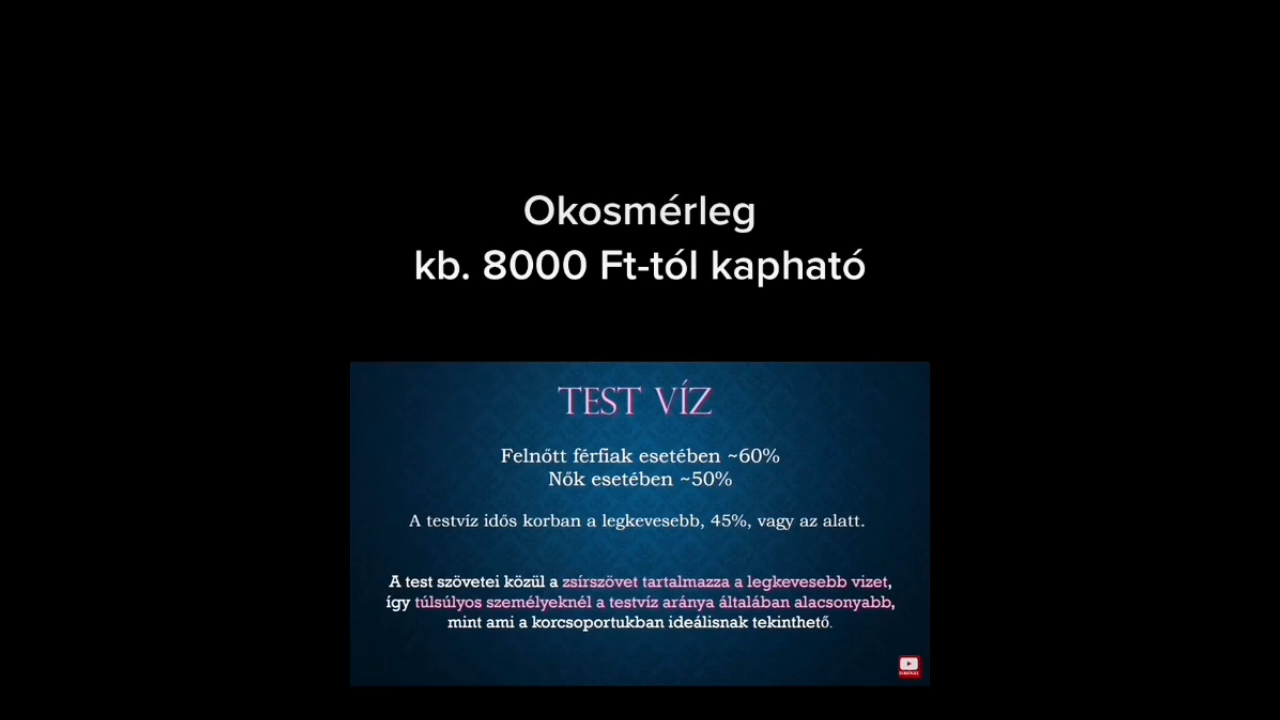 Okosmérleg
kb. 8000 Ft-tól kapható
TEST VÍZ
Felnőtt férfiak esetében ~60%
Nők esetében ~50%
A testvíz idős korban a legkevesebb, 45%, vagy az alatt.
A test szövetei közül a zsírszövet tartalmazza a legkevesebb vizet,
így túlsúlyos személyeknél a testvíz aránya általában alacsonyabb,
mint ami a korcsoportukban ideálisnak tekinthető.